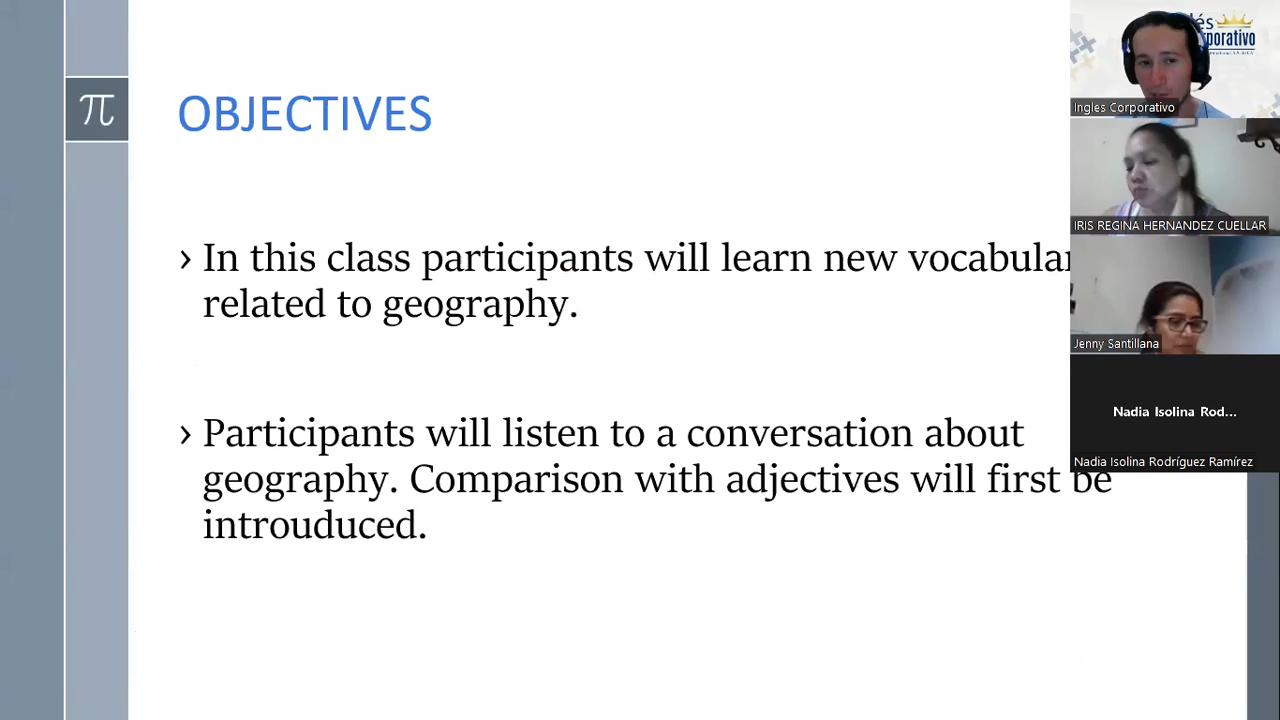 π
OBJECTIVES
› In this class participants will learn new vocabular
related to geography.
› Participants will listen to a conversation about
geography. Comparison with adjectives will first be
introuduced.
Ingles Corporativo
IRIS REGINA HERNANDEZ CUELLAR
Jenny Santillana
Nadia Isolina Rod...
Nadia Isolina Rodríguez Ramírez